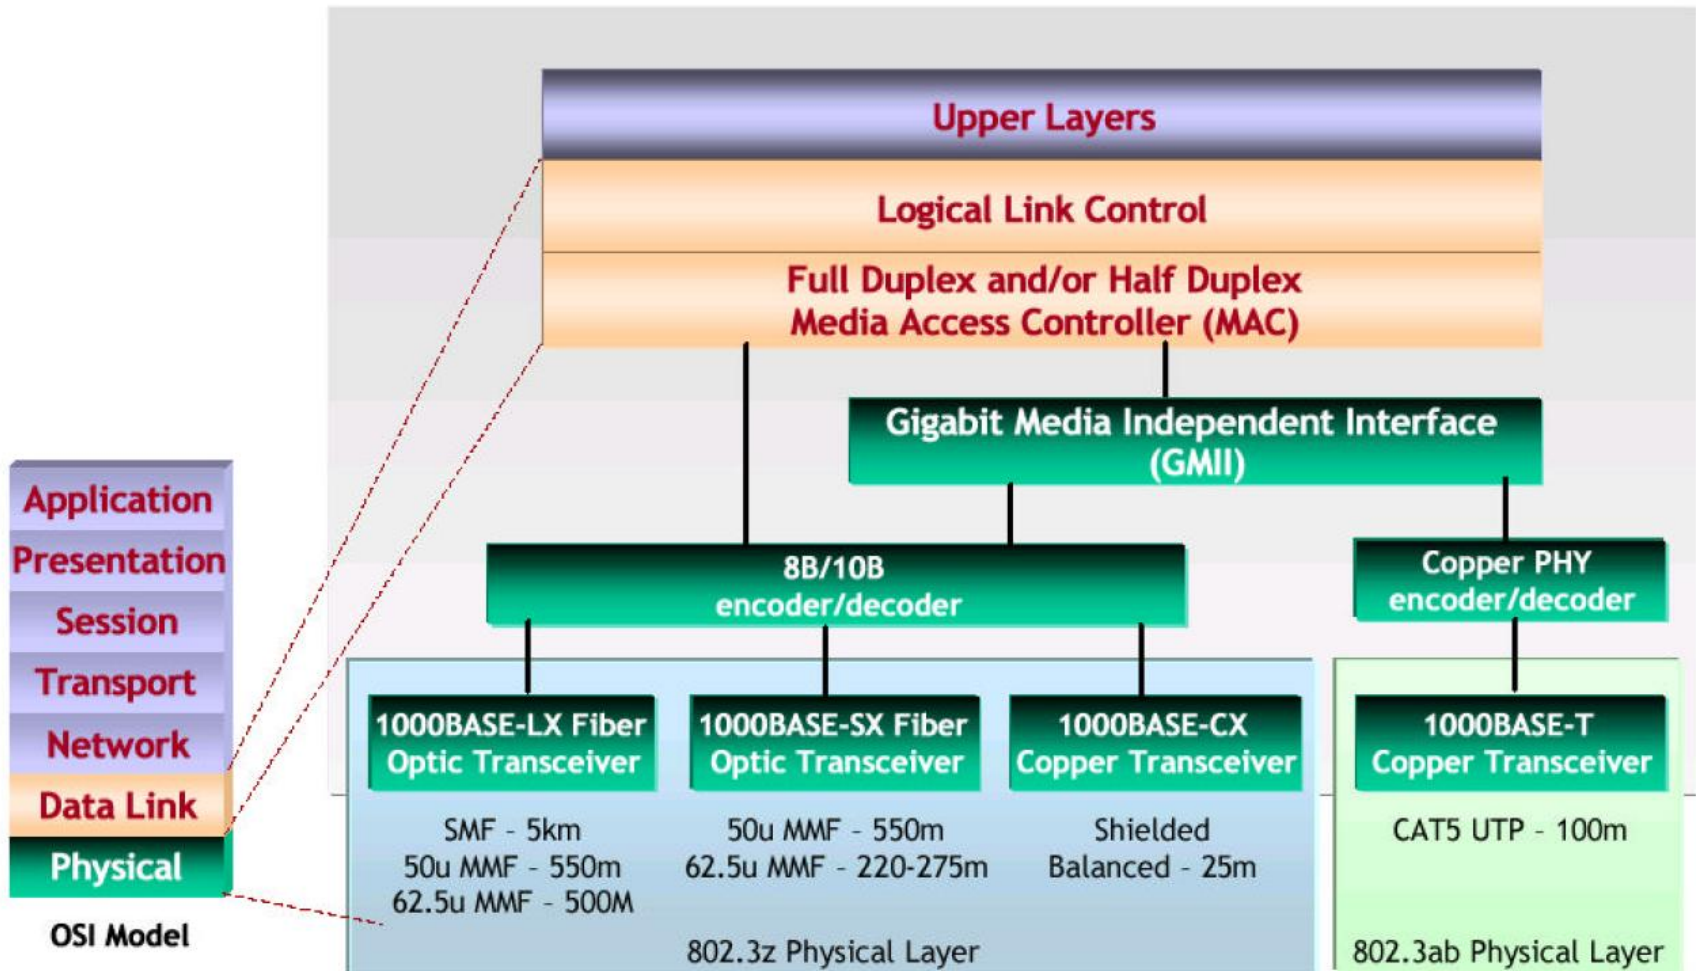 Upper Layers
Logical Link Control
Full Duplex and/or Half Duplex
Media Access Controller (MAC)
Gigabit Media Independent Interface
(GMII)
8B/10B
encoder/decoder
Copper PHY
encoder/decoder
1000BASE-LX Fiber
Optic Transceiver
1000BASE-SX Fiber
Optic Transceiver
1000BASE-CX
Copper Transceiver
1000BASE-T
Copper Transceiver
SMF – 5km
50u MMF – 550m
62.5u MMF – 500M
50u MMF – 550m
62.5u MMF – 220-275m
Shielded
Balanced – 25m
CAT5 UTP – 100m
802.3z Physical Layer
802.3ab Physical Layer
Application
Presentation
Session
Transport
Network
Data Link
Physical
OSI Model